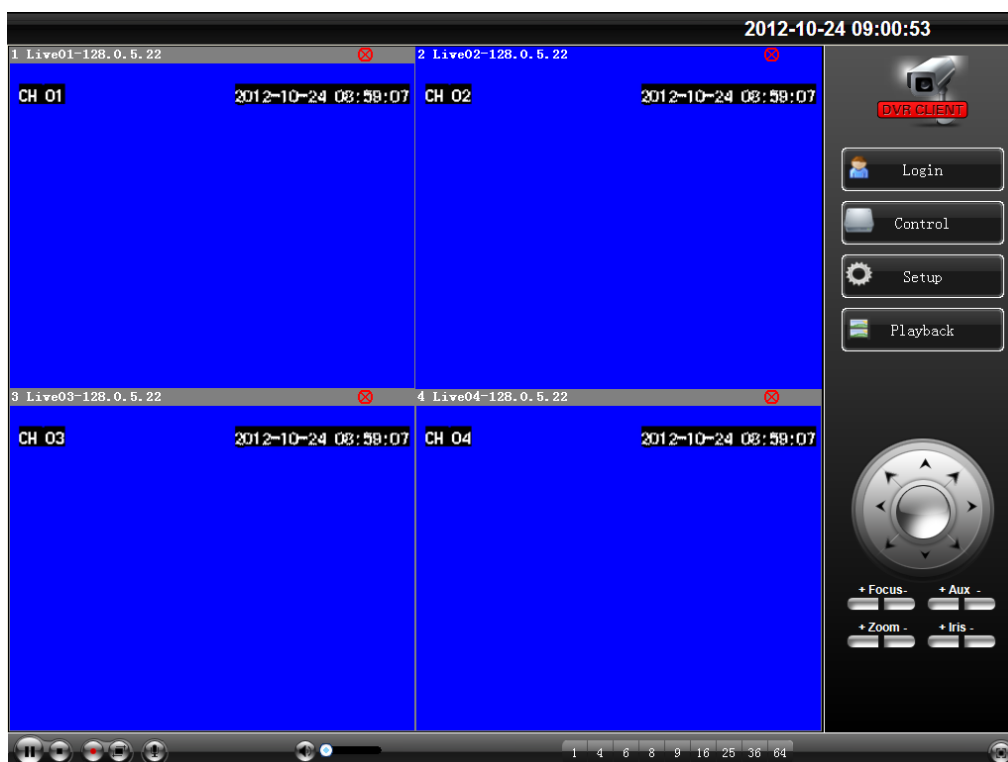 2012-10-24 09:00:53
1 Live01-128.0.5.22
2 Live02-128.0.5.22
CH 01
2012-10-24 08:59:07
CH 02
2012-10-24 08:59:07
DVR CLIENT
Login
Control
Setup
Playback
3 Live03-128.0.5.22
4 Live04-128.0.5.22
CH 03
2012-10-24 08:59:07
CH 04
2012-10-24 08:59:07
+ Focus-
+ Aux -
+ Zoom -
+ Iris -
1 4 6 8 9 16 25 36 64